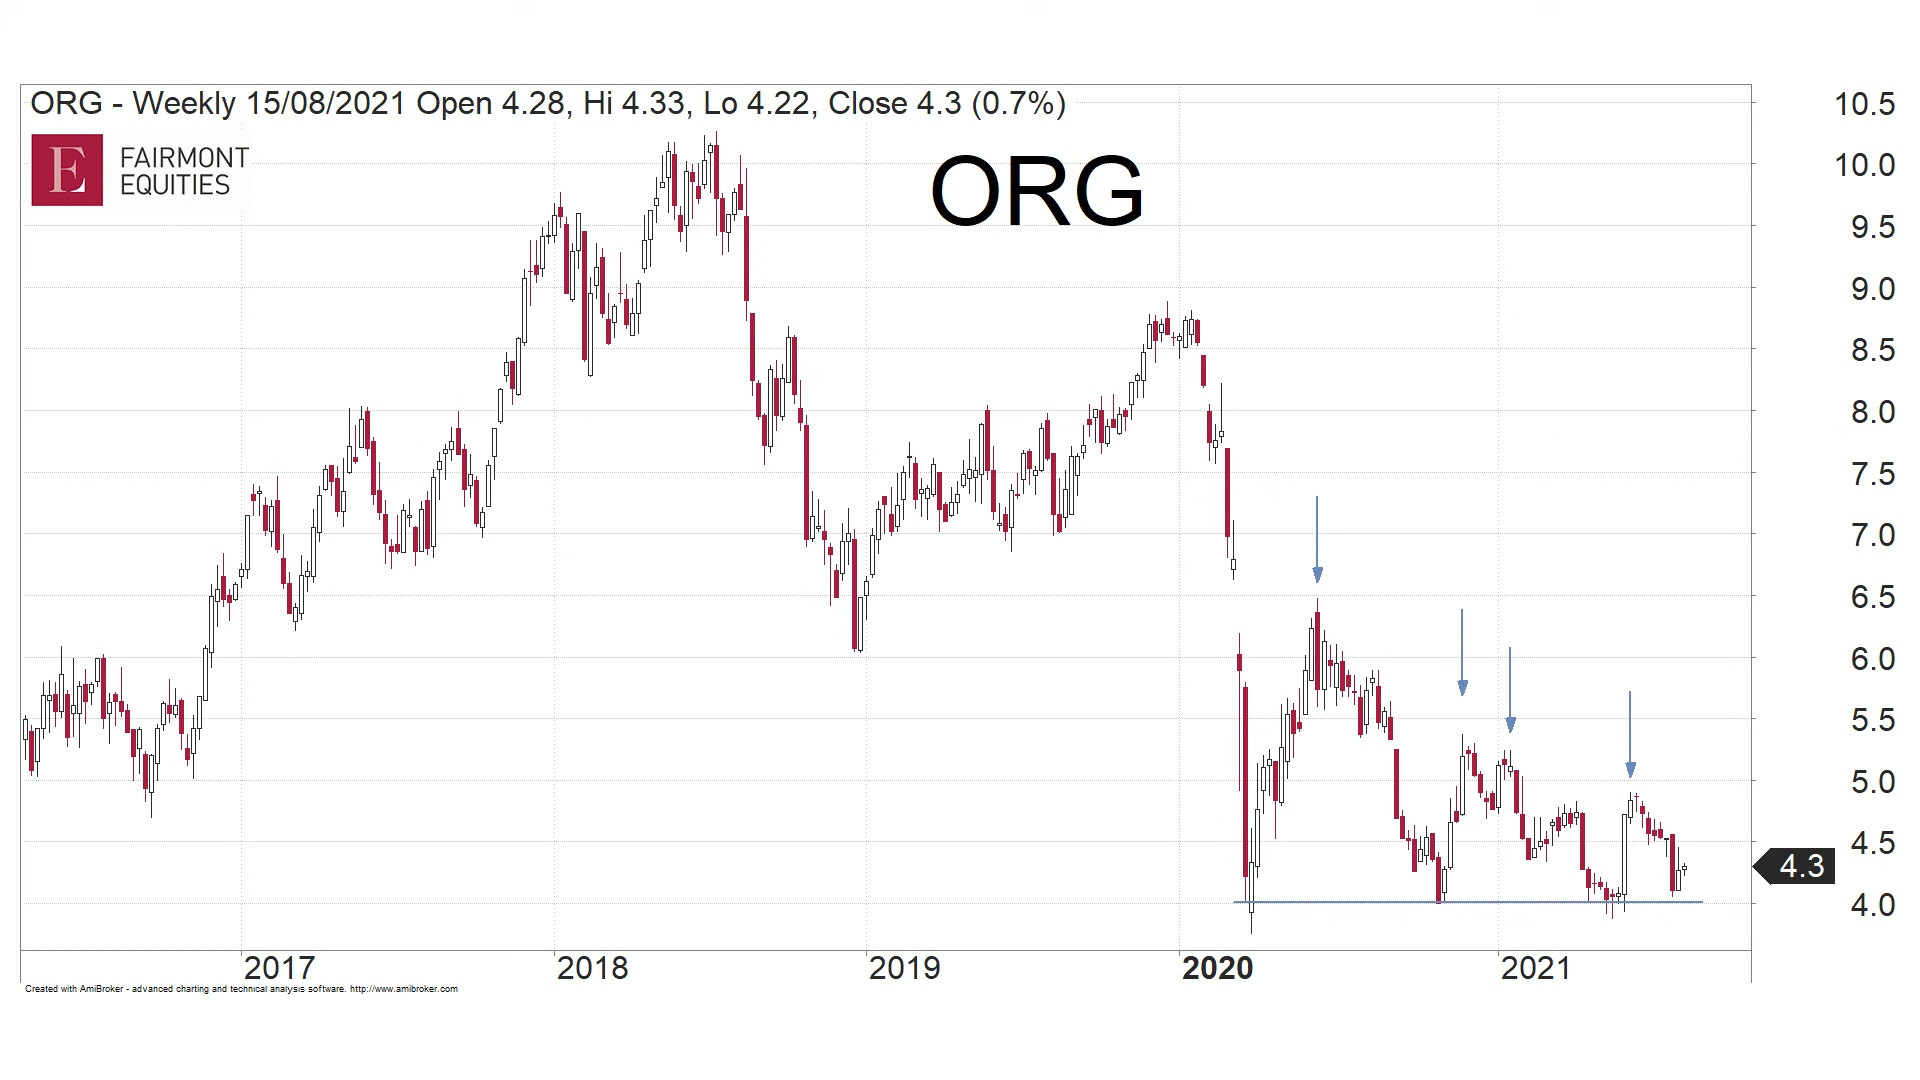 ORG - Weekly 15/08/2021 Open 4.28, Hi 4.33, Lo 4.22, Close 4.3 (0.7%)
E FAIRMONT
EQUITIES
ORG
10.5
10.0
9.5
9.0
8.5
8.0
7.5
7.0
6.5
6.0
5.5
5.0
4.5
4.3
4.0
2017 2018 2019 2020 2021
Created with AmiBroker - advanced charting and technical analysis software. http://www.amibroker.com